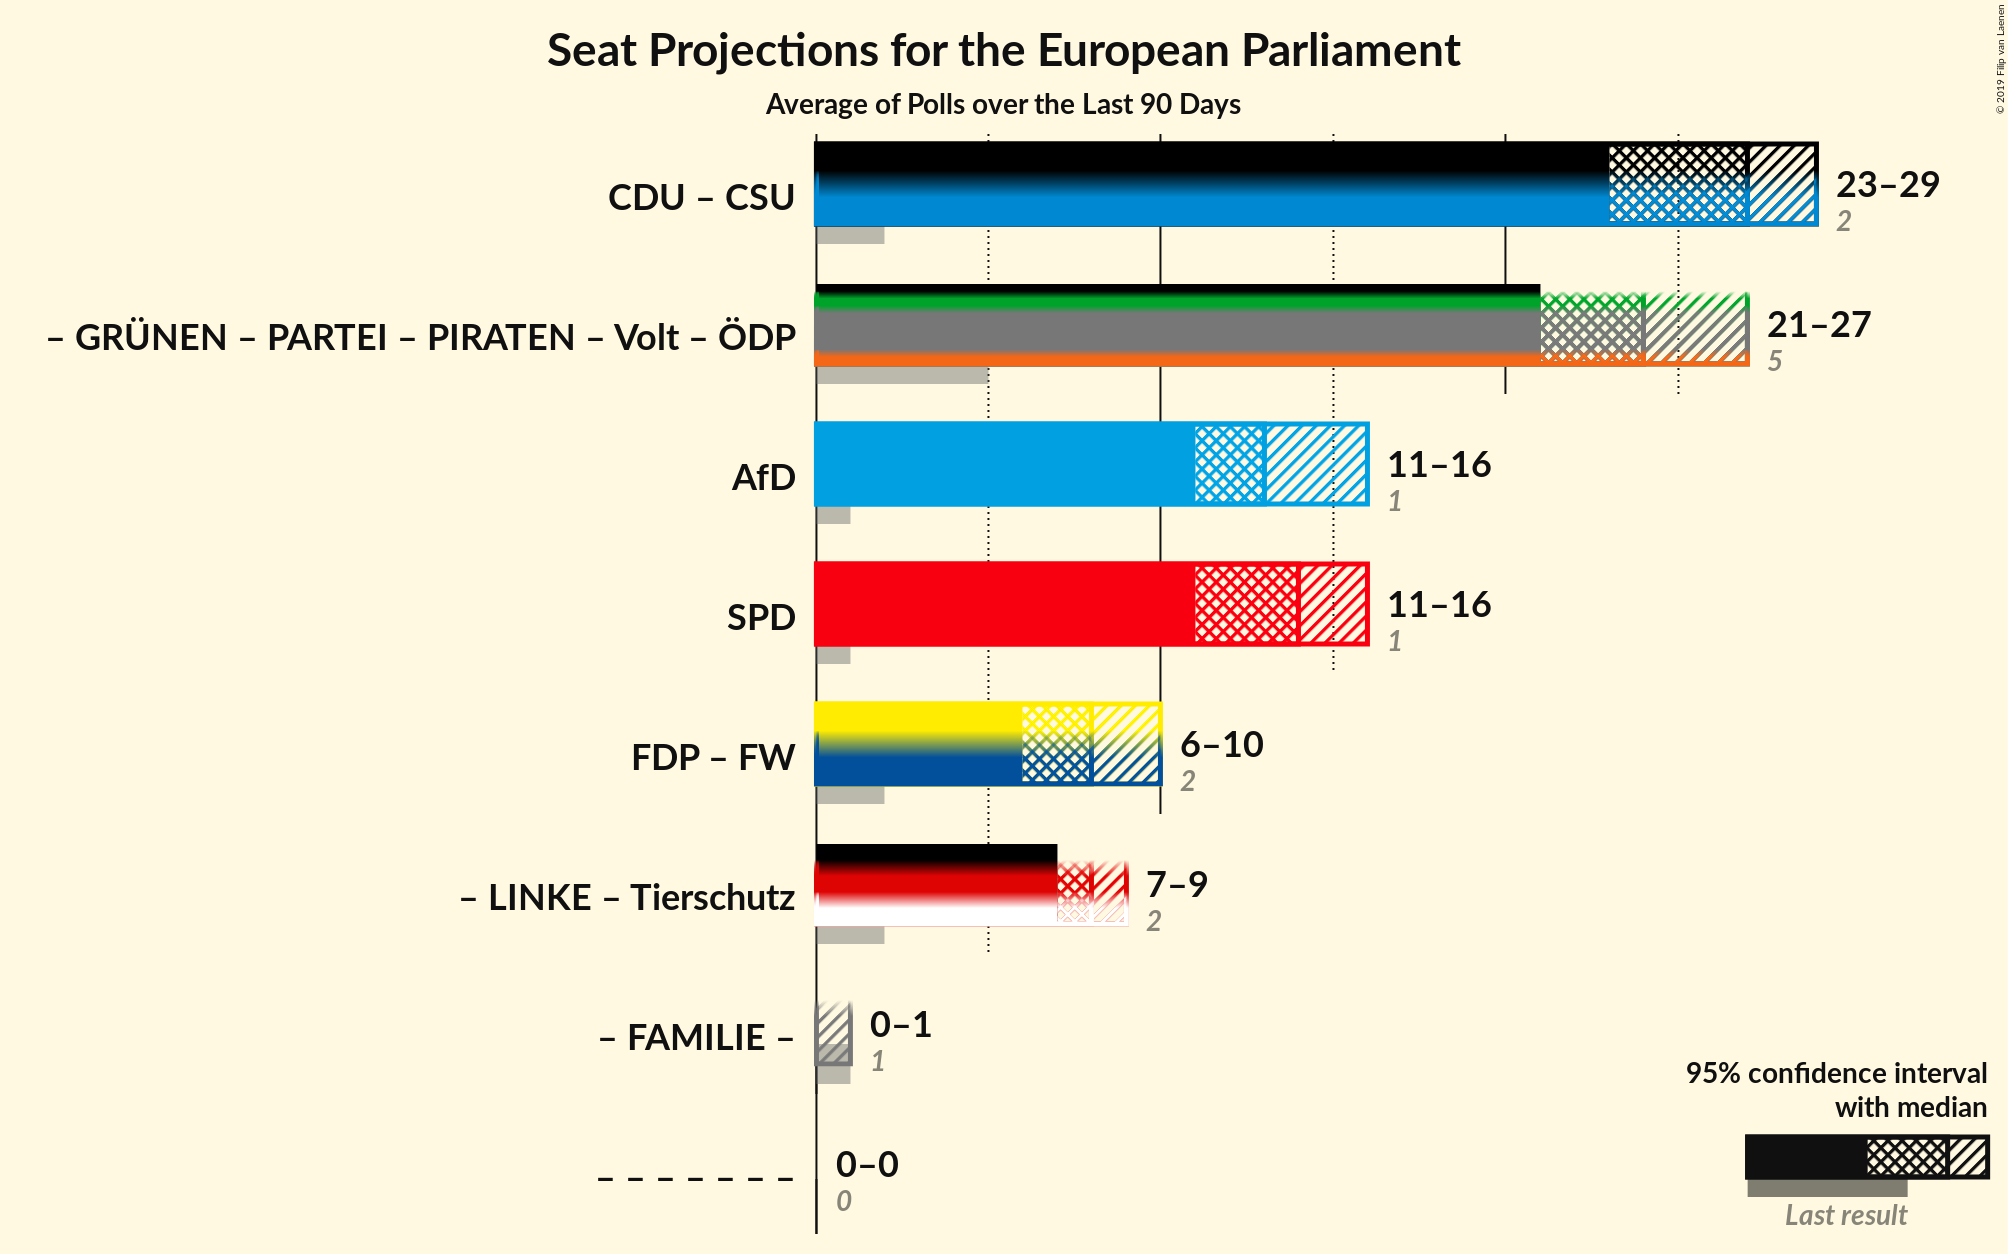 Seat Projections for the European Parliament
Average of Polls over the Last 90 Days
© 2019 Filip van Laenen
CDU – CSU
23–29
2
– GRÜNEN – PARTEI – PIRATEN – Volt – ÖDP
21–27
5
AfD
11–16
1
SPD
11–16
1
FDP – FW
6–10
2
– LINKE – Tierschutz
7–9
2
– FAMILIE –
0–1
1
– – – – – – –
0–0
0
95% confidence interval
with median
Last result